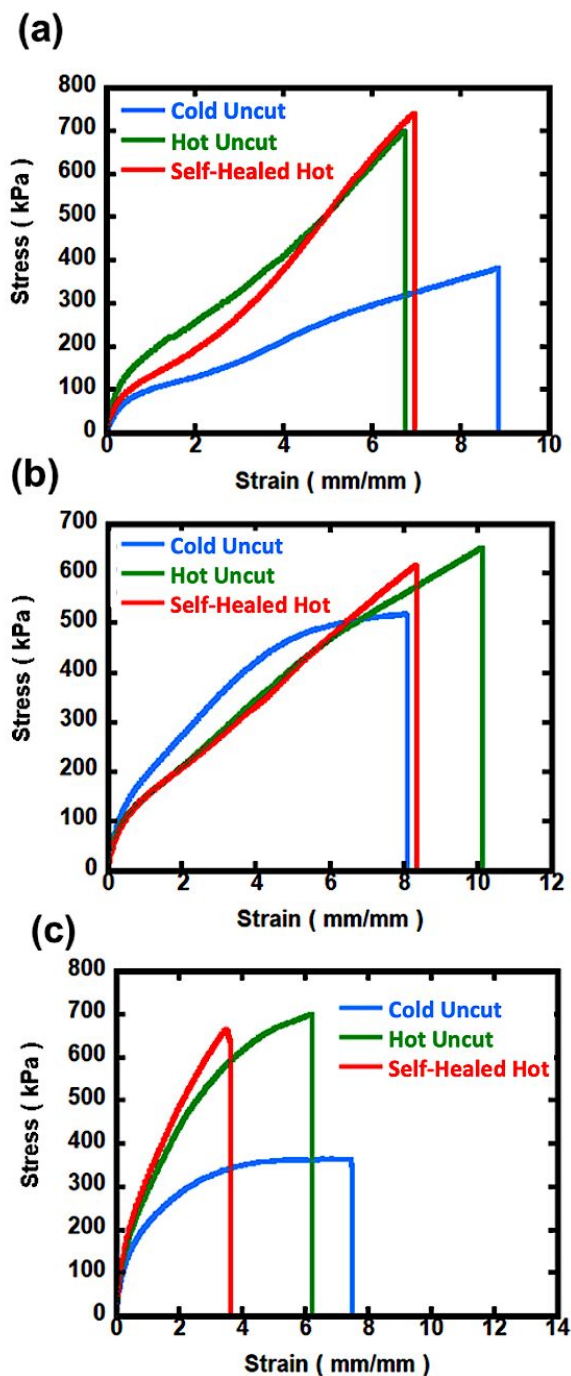 (a)
800
700
600
500
400
300
200
100
0
Stress ( kPa )
Cold Uncut
Hot Uncut
Self-Healed Hot
0 2 4 6 8 10
Strain ( mm/mm )
(b)
700
600
500
400
300
200
100
0
Stress ( kPa )
Cold Uncut
Hot Uncut
Self-Healed Hot
0 2 4 6 8 10 12
Strain ( mm/mm )
(c)
800
700
600
500
400
300
200
100
0
Stress ( kPa )
Cold Uncut
Hot Uncut
Self-Healed Hot
0 2 4 6 8 10 12 14
Strain ( mm/mm )